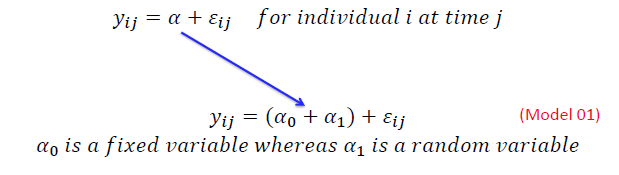 yᵢⱼ = α + εᵢⱼ for individual i at time j
yᵢⱼ = (α₀ + α₁) + εᵢⱼ (Model 01)
α₀ is a fixed variable whereas α₁ is a random variable